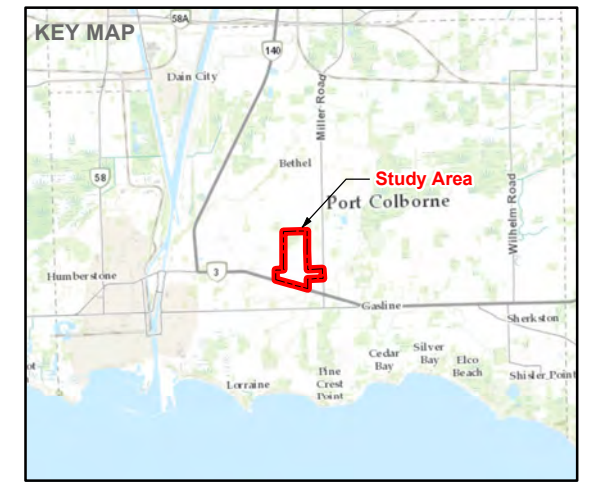 KEY MAP
58A
140
Dain City
Miller Road
Bethel
58
Study Area
Port Colborne
Wilhelm Road
Humberstone
3
Gasline
Sherkston
Silver
Bay
Cedar
Bay
Elco
Beach
Shisler Point
Pine
Crest
Point
Lorraine